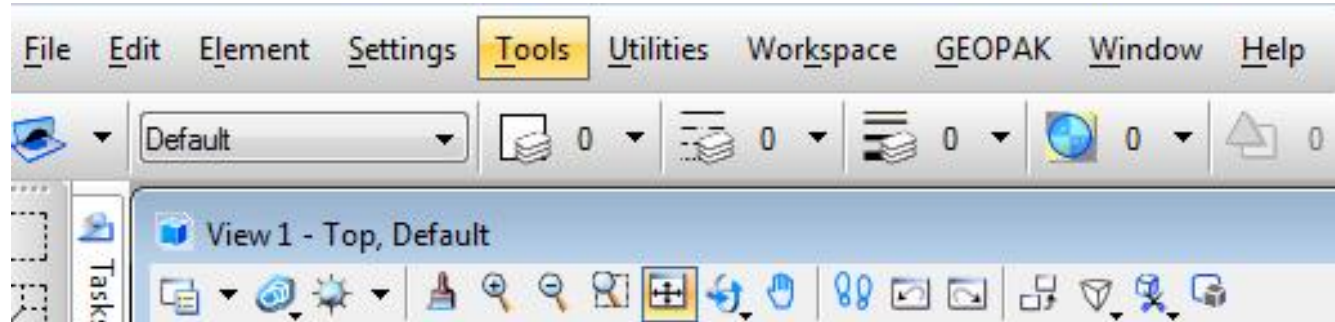 File Edit Element Settings Tools Utilities Workspace GEOPAK Window Help
Default 0 0 0 0 0
View 1 - Top, Default
Tasks